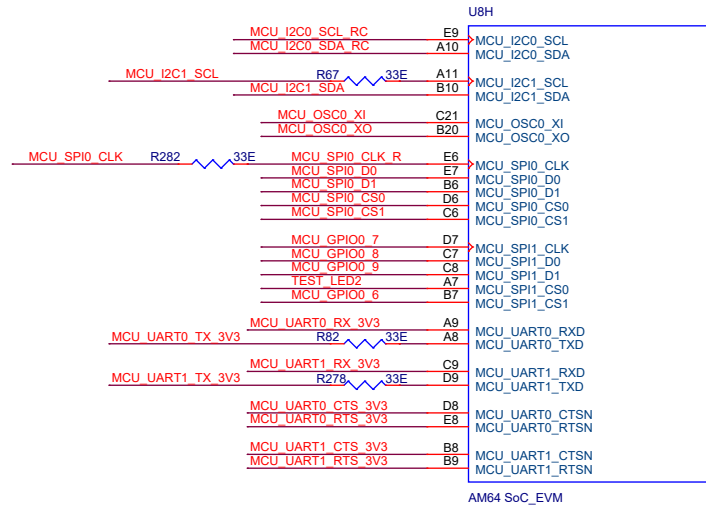 U8H
MCU_I2C0_SCL_RC E9 MCU_I2C0_SCL
MCU_I2C0_SDA_RC A10 MCU_I2C0_SDA
MCU_I2C1_SCL R67 33E A11 MCU_I2C1_SCL
MCU_I2C1_SDA B10 MCU_I2C1_SDA
MCU_OSC0_XI C21 MCU_OSC0_XI
MCU_OSC0_XO B20 MCU_OSC0_XO
MCU_SPI0_CLK R282 33E MCU_SPI0_CLK_R E6 MCU_SPI0_CLK
MCU_SPI0_D0 E7 MCU_SPI0_D0
MCU_SPI0_D1 B6 MCU_SPI0_D1
MCU_SPI0_CS0 D6 MCU_SPI0_CS0
MCU_SPI0_CS1 C6 MCU_SPI0_CS1
MCU_GPIO0_7 D7 MCU_SPI1_CLK
MCU_GPIO0_8 C7 MCU_SPI1_D0
MCU_GPIO0_9 C8 MCU_SPI1_D1
TEST_LED2 A7 MCU_SPI1_CS0
MCU_GPIO0_6 B7 MCU_SPI1_CS1
MCU_UART0_RX_3V3 A9 MCU_UART0_RXD
MCU_UART0_TX_3V3 R82 33E A8 MCU_UART0_TXD
MCU_UART1_RX_3V3 C9 MCU_UART1_RXD
MCU_UART1_TX_3V3 R278 33E D9 MCU_UART1_TXD
MCU_UART0_CTS_3V3 D8 MCU_UART0_CTSN
MCU_UART0_RTS_3V3 E8 MCU_UART0_RTSN
MCU_UART1_CTS_3V3 B8 MCU_UART1_CTSN
MCU_UART1_RTS_3V3 B9 MCU_UART1_RTSN
AM64 SoC_EVM